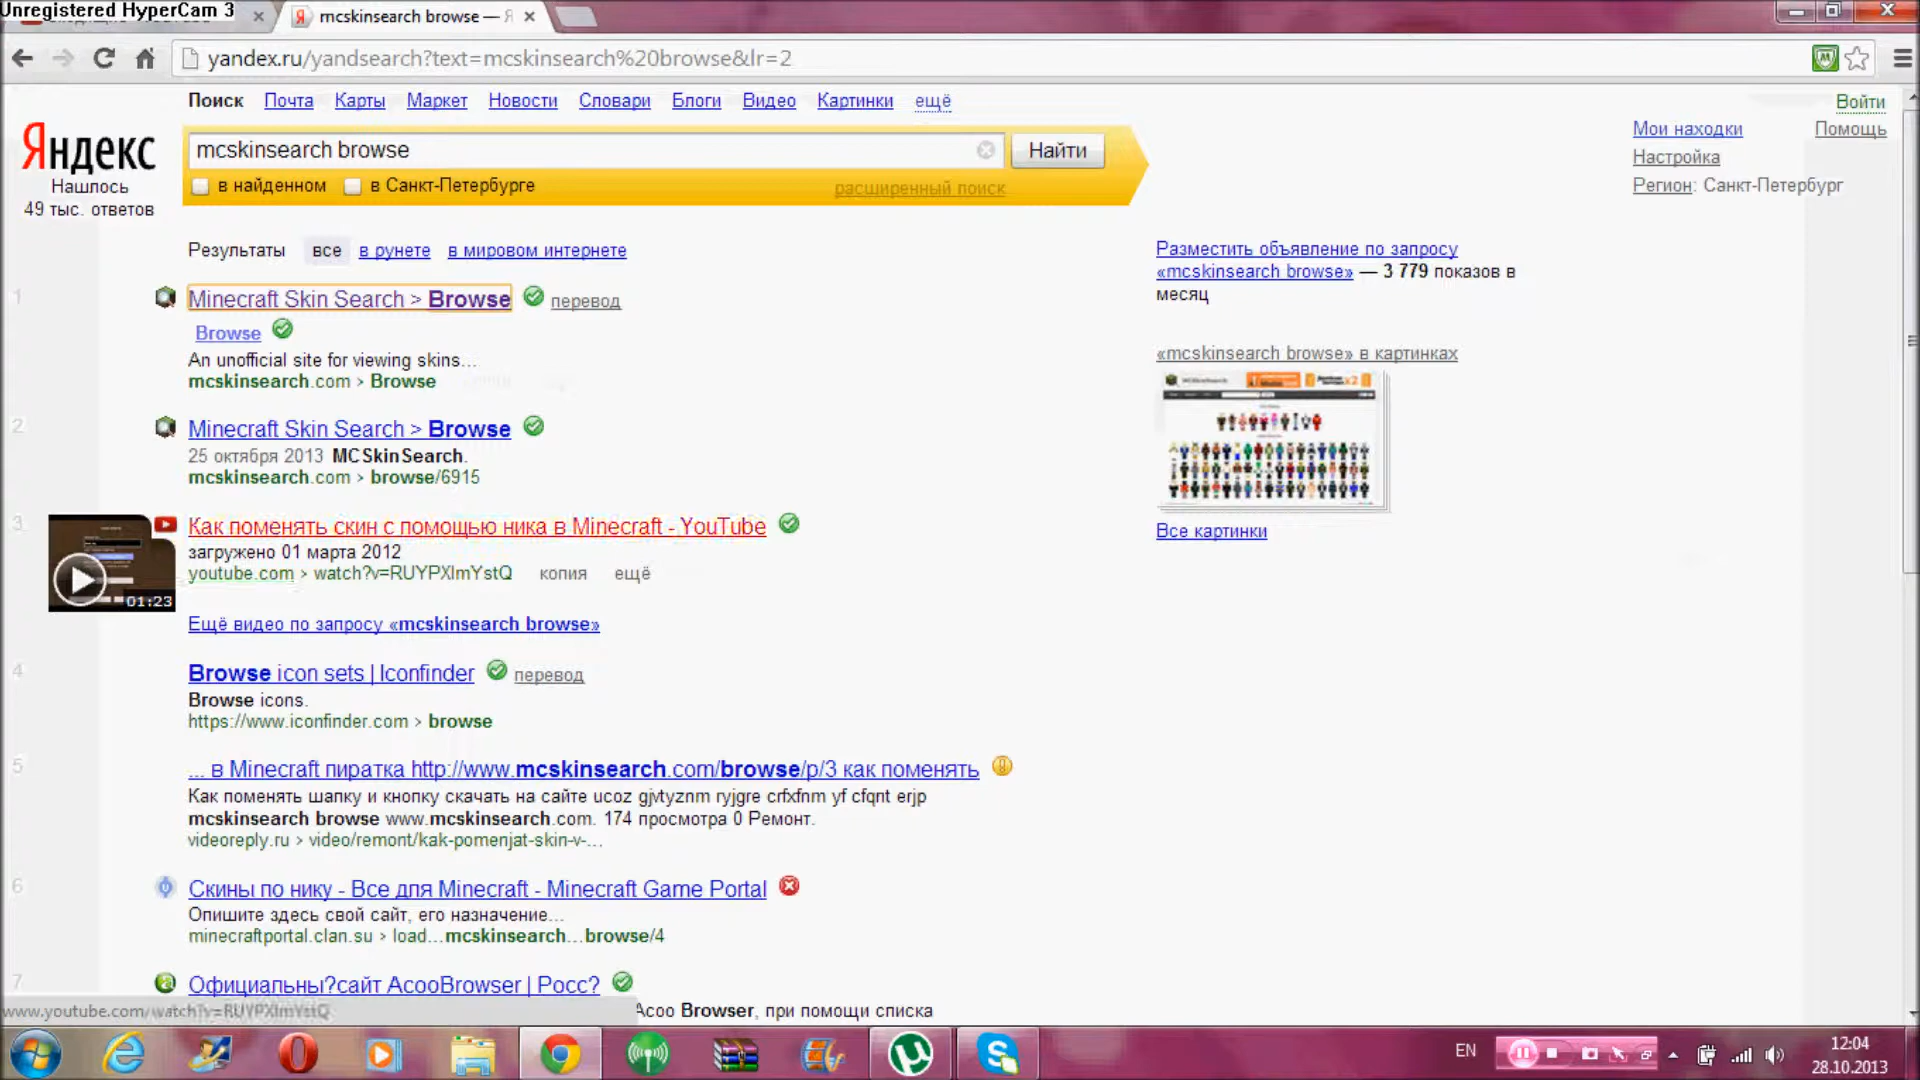 Unregistered HyperCam 3
mcskinsearch browse — Я
yandex.ru/yandsearch?text=mcskinsearch%20browse&lr=2
Поиск Почта Карты Маркет Новости Словари Блоги Видео Картинки ещё
Войти
Мои находки Помощь
Настройка
Регион: Санкт-Петербург
Яндекс
Нашлось
49 тыс. ответов
mcskinsearch browse
Найти
в найденном в Санкт-Петербурге расширенный поиск
Результаты все в рунете в мировом интернете
1
Minecraft Skin Search > Browse перевод
Browse
An unofficial site for viewing skins...
mcskinsearch.com › Browse
2
Minecraft Skin Search > Browse
25 октября 2013 MCSkinSearch.
mcskinsearch.com › browse/6915
3
Как поменять скин с помощью ника в Minecraft - YouTube
загружено 01 марта 2012
youtube.com › watch?v=RUYPXlmYstQ копия ещё
01:23
Ещё видео по запросу «mcskinsearch browse»
4
Browse icon sets | Iconfinder перевод
Browse icons.
https://www.iconfinder.com › browse
5
... в Minecraft пиратка http://www.mcskinsearch.com/browse/p/3 как поменять
Как поменять шапку и кнопку скачать на сайте ucoz gjvtyznm ryjgre crfxfnm yf cfqnt erjp
mcskinsearch browse www.mcskinsearch.com. 174 просмотра 0 Ремонт.
videoreply.ru › video/remont/kak-pomenjat-skin-v-...
6
Скины по нику - Все для Minecraft - Minecraft Game Portal
Опишите здесь свой сайт, его назначение...
minecraftportal.clan.su › load...mcskinsearch...browse/4
7
Официальны?сайт AcooBrowser | Росс?
Acoo Browser, при помощи списка
www.youtube.com/watch?v=RUYPXlmYstQ
Разместить объявление по запросу
«mcskinsearch browse» — 3 779 показов в
месяц
«mcskinsearch browse» в картинках
Все картинки
EN
12:04
28.10.2013